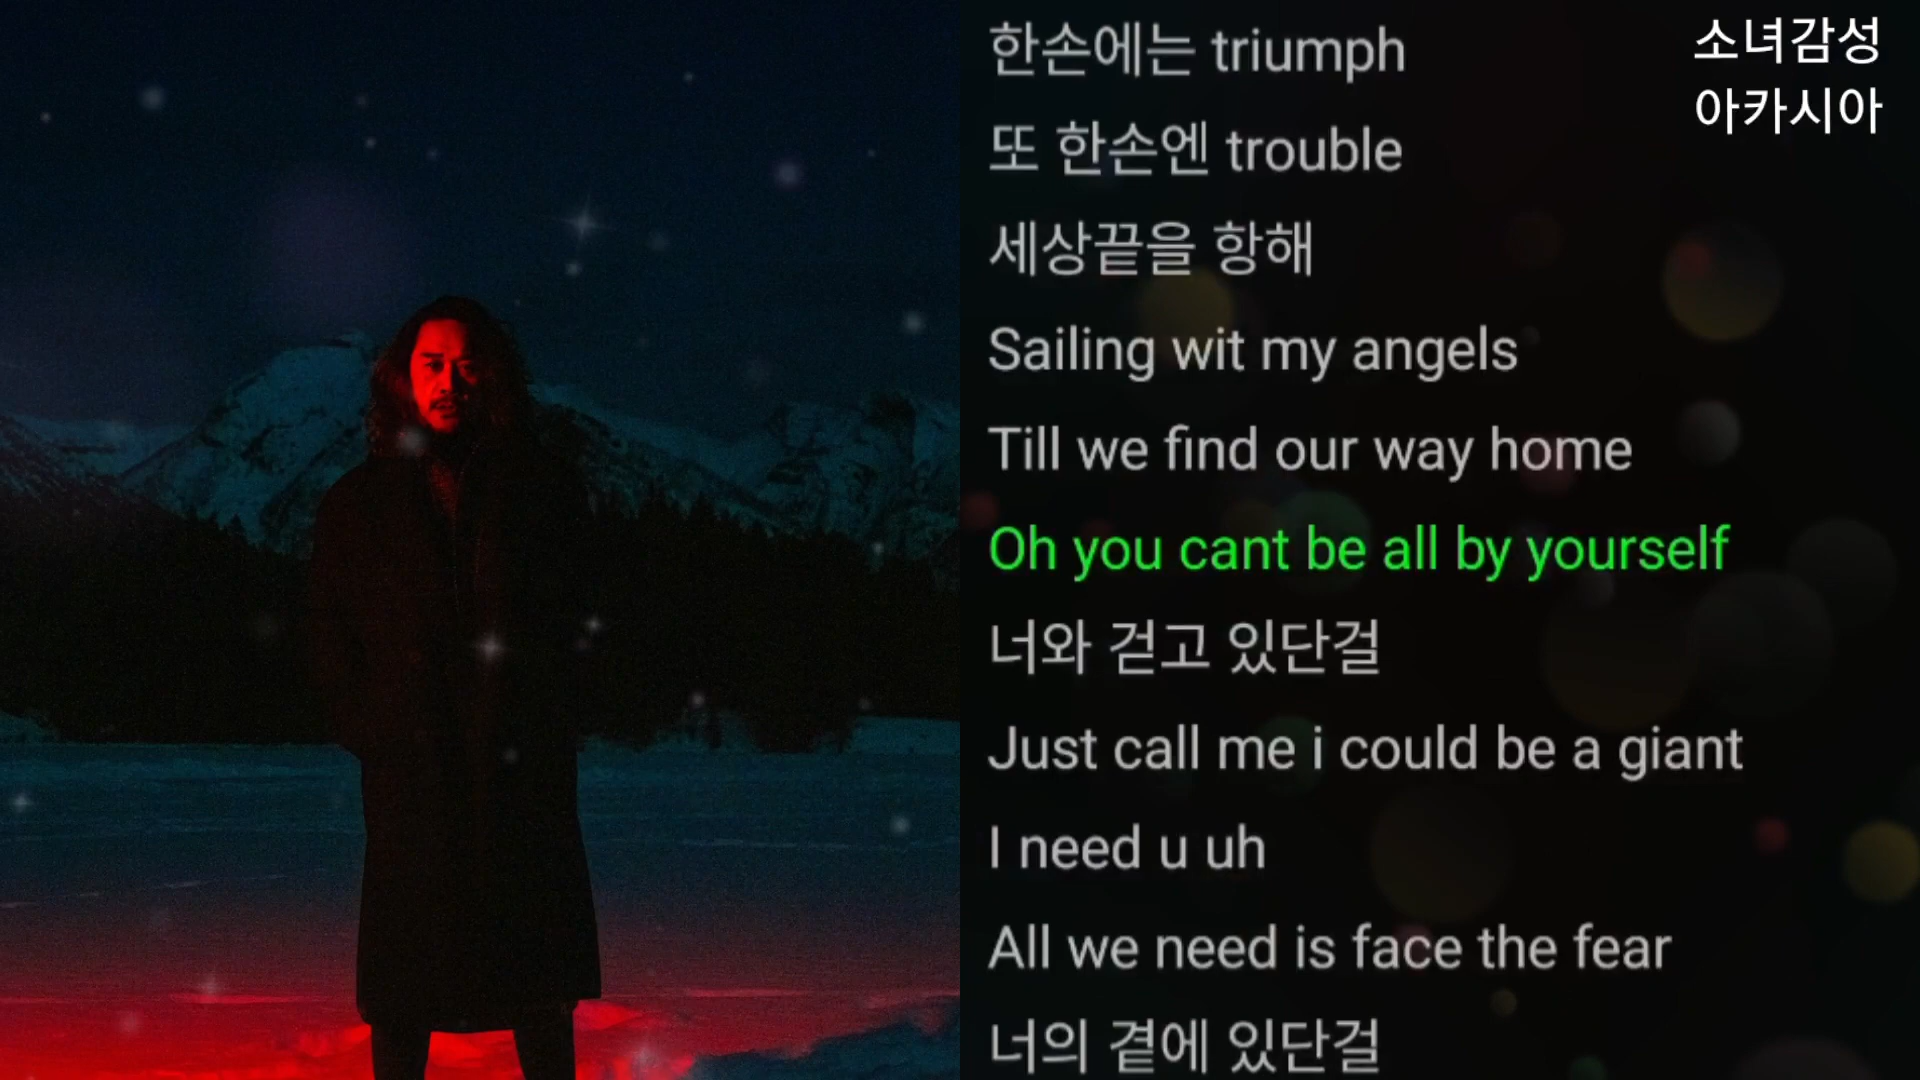 한손에는 triumph
또 한손엔 trouble
세상끝을 항해
Sailing wit my angels
Till we find our way home
Oh you cant be all by yourself
너와 걷고 있단걸
Just call me i could be a giant
I need u uh
All we need is face the fear
너의 곁에 있단걸
소녀감성
아카시아